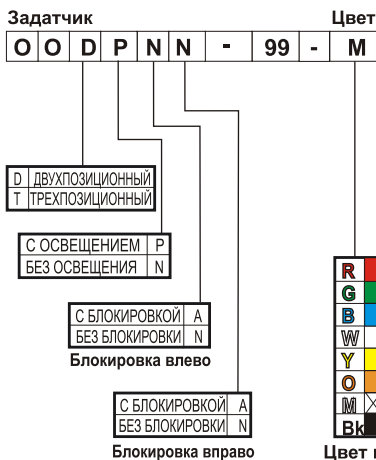 Задатчик Цвет
O O D P N N - 99 - M
D ДВУХПОЗИЦИОННЫЙ
T ТРЕХПОЗИЦИОННЫЙ
С ОСВЕЩЕНИЕМ P
БЕЗ ОСВЕЩЕНИЯ N
С БЛОКИРОВКОЙ A
БЕЗ БЛОКИРОВКИ N
Блокировка влево
С БЛОКИРОВКОЙ A
БЕЗ БЛОКИРОВКИ N
Блокировка вправо
R
G
B
W
Y
O
M
Bk
Цвет